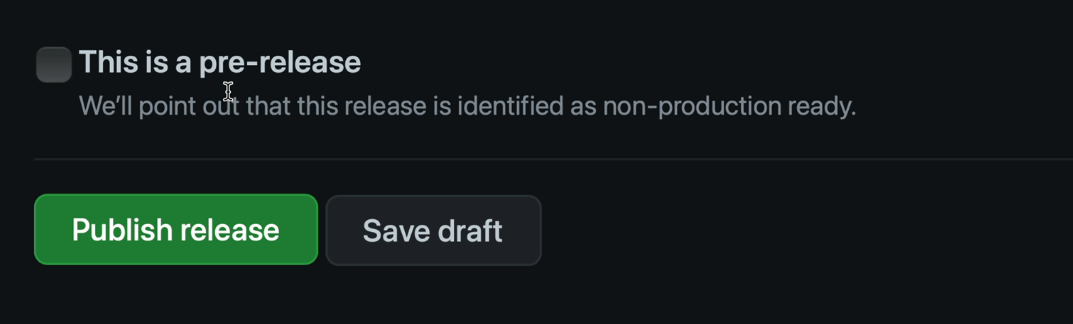 This is a pre-release
We’ll point out that this release is identified as non-production ready.
Publish release
Save draft